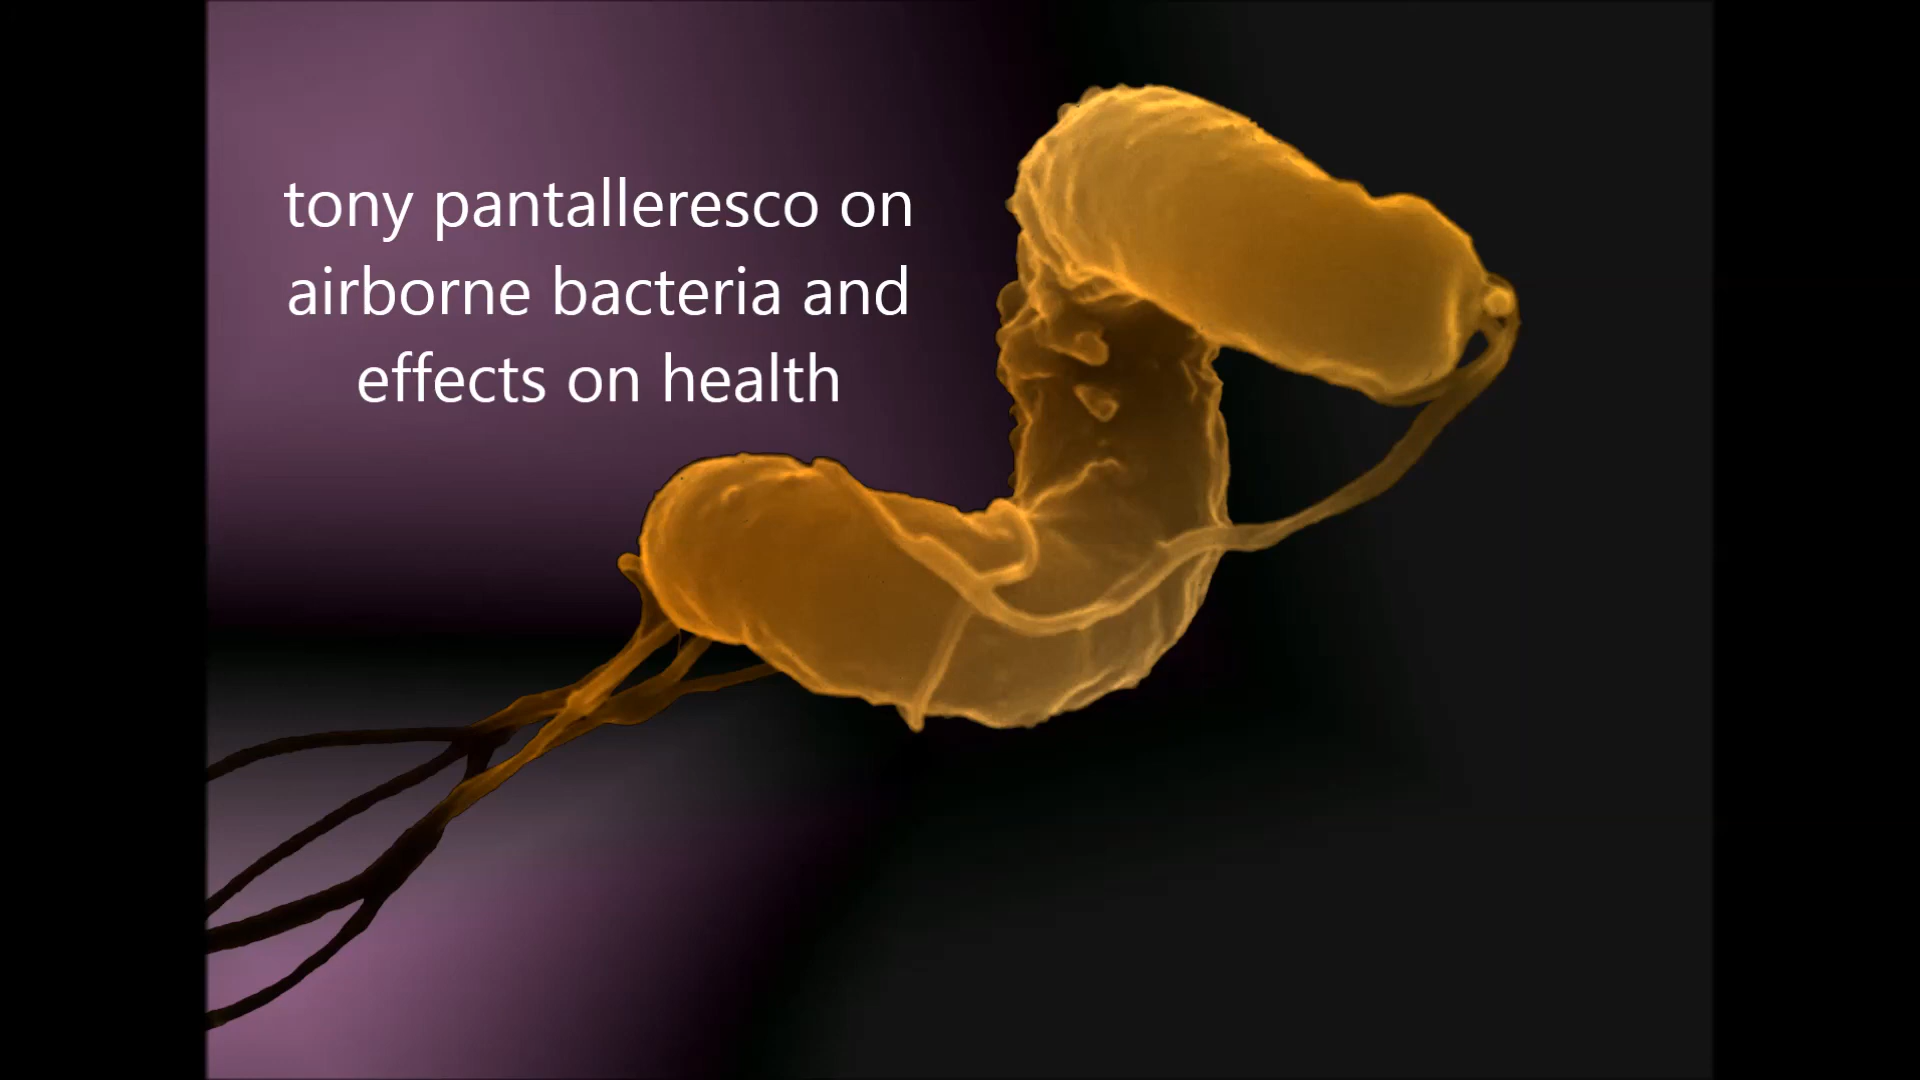 tony pantalleresco on
airborne bacteria and
effects on health